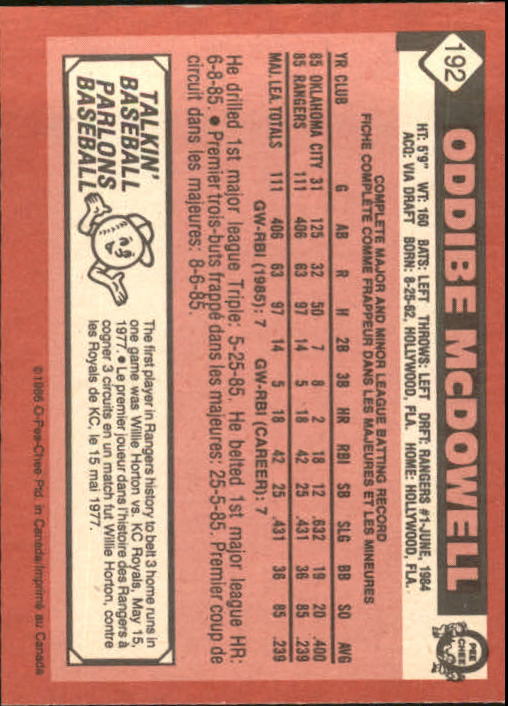 192
ODDIBE McDOWELL
O PEE CHEE
HT: 5'9" WT: 160 BATS: LEFT THROWS: LEFT DRFT: RANGERS #1-JUNE, 1984
ACQ: VIA DRAFT BORN: 8-25-62, HOLLYWOOD, FLA. HOME: HOLLYWOOD, FLA.
COMPLETE MAJOR AND MINOR LEAGUE BATTING RECORD
FICHE COMPLÈTE COMME FRAPPEUR DANS LES MAJEURES ET LES MINEURES
YR CLUB G AB R H 2B 3B HR RBI SB SLG BB SO AVG
85 OKLAHOMA CITY 31 125 32 50 7 8 2 18 12 .632 19 20 .400
85 RANGERS 111 406 63 97 14 5 18 42 25 .431 36 85 .239
MAJ. LEA. TOTALS 111 406 63 97 14 5 18 42 25 .431 36 85 .239
GW-RBI (1985): 7 GW-RBI (CAREER): 7
He drilled 1st major league Triple: 5-25-85. He belted 1st major league HR:
6-8-85. • Premier trois-buts frappé dans les majeures: 25-5-85. Premier coup de
circuit dans les majeures: 8-6-85.
TALKIN'
BASEBALL
PARLONS
BASEBALL
The first player in Rangers history to belt 3 home runs in
one game was Willie Horton vs. KC Royals, May 15,
1977. • Le premier joueur dans l'histoire des Rangers à
cogner 3 circuits en un match fut Willie Horton, contre
les Royals de KC, le 15 mai 1977.
©1986 O-Pee-Chee Ptd. in Canada/Imprimé au Canada